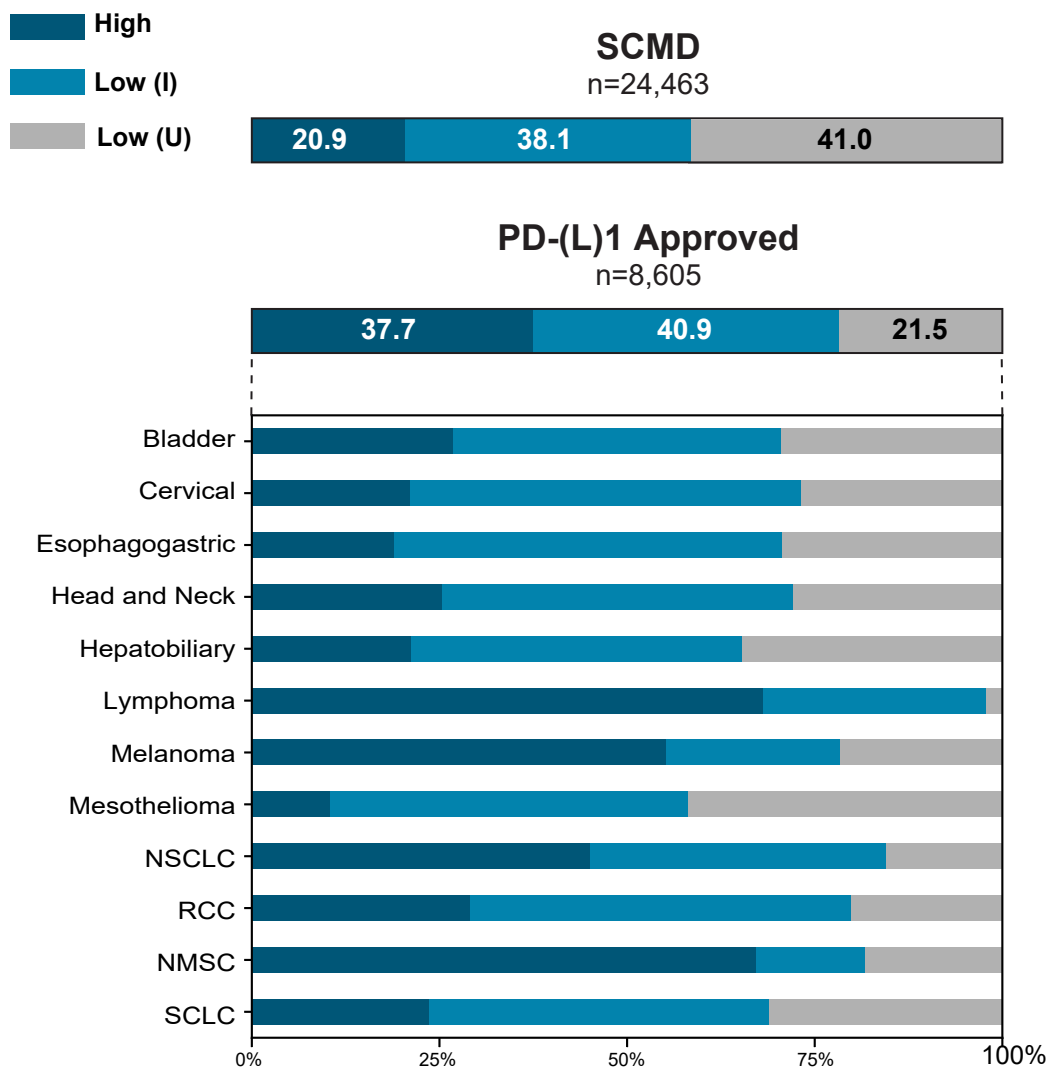 High
Low (I)
Low (U)
SCMD
n=24,463
20.9 38.1 41.0
PD-(L)1 Approved
n=8,605
37.7 40.9 21.5
Bladder
Cervical
Esophagogastric
Head and Neck
Hepatobiliary
Lymphoma
Melanoma
Mesothelioma
NSCLC
RCC
NMSC
SCLC
0% 25% 50% 75% 100%